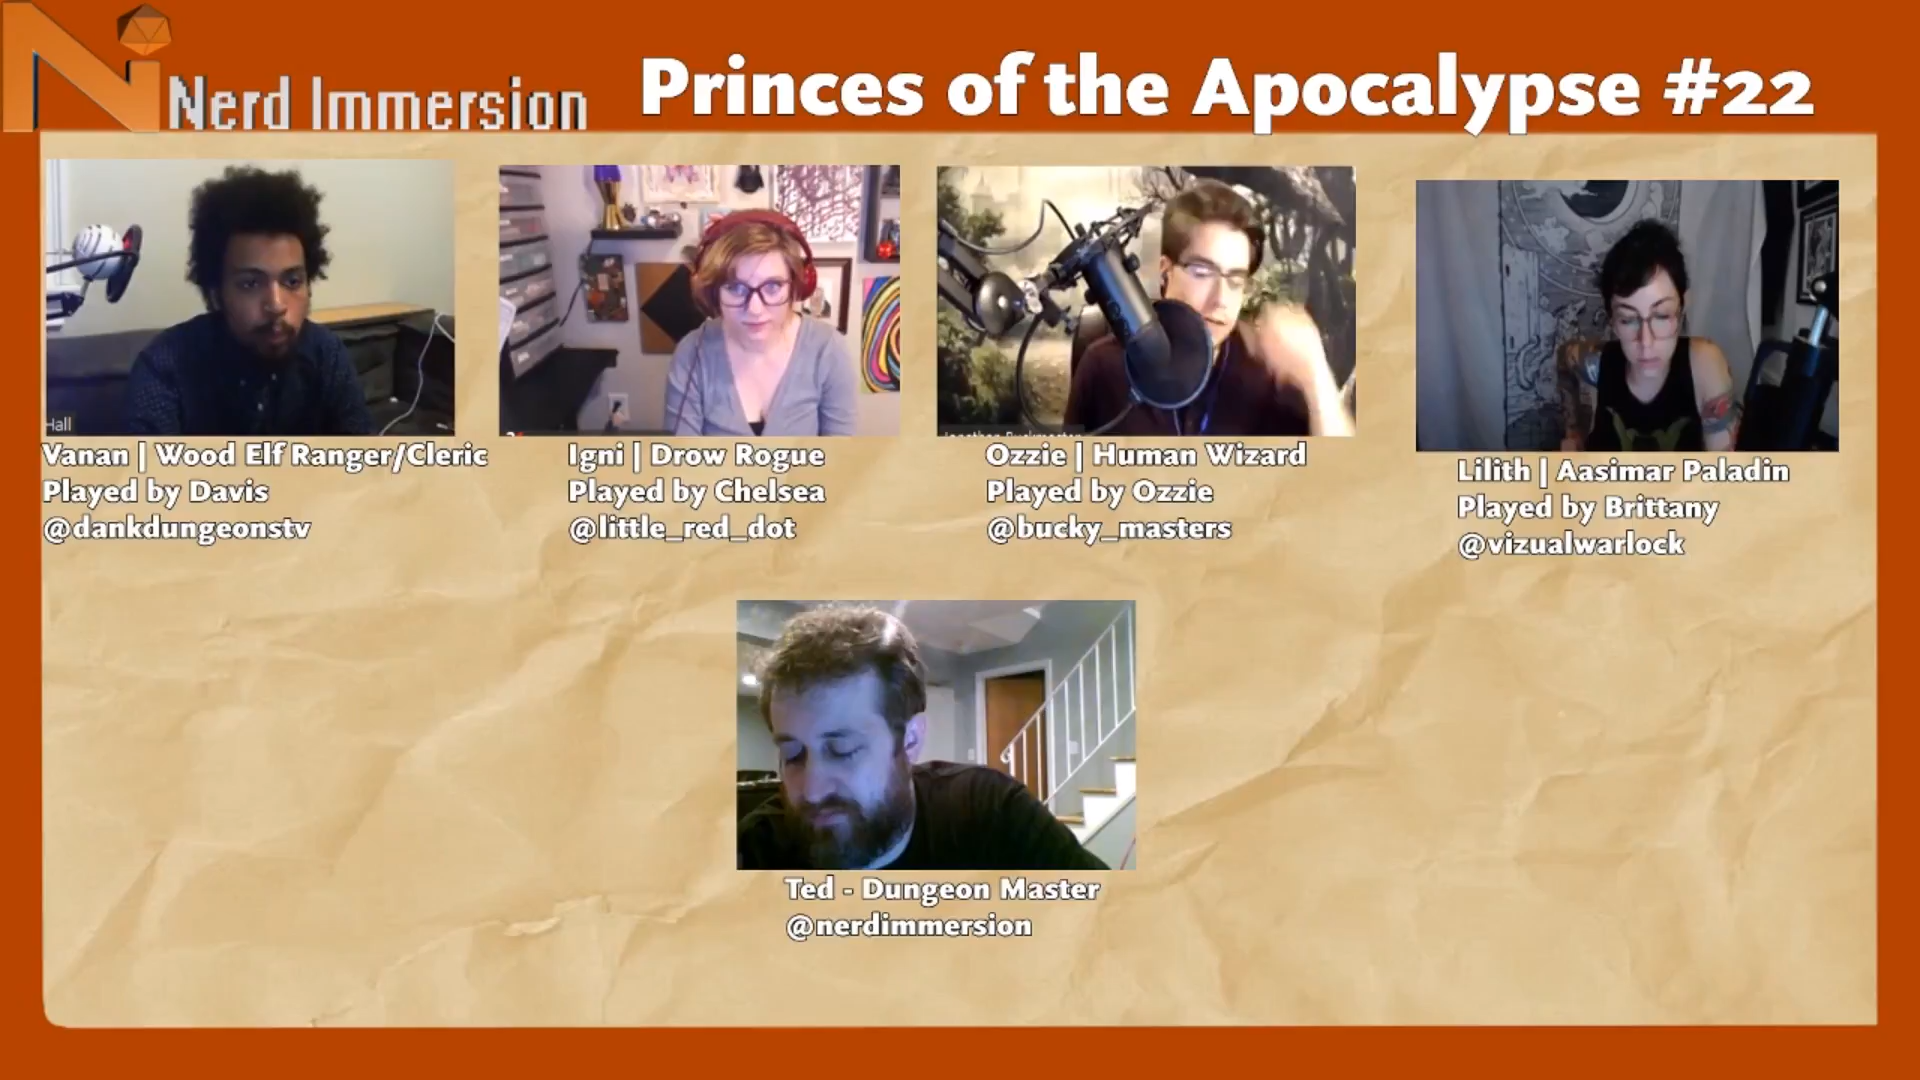 Nerd Immersion
Princes of the Apocalypse #22
Hall
Vanan | Wood Elf Ranger/Cleric
Played by Davis
@dankdungeonstv
Igni | Drow Rogue
Played by Chelsea
@little_red_dot
Ozzie | Human Wizard
Played by Ozzie
@bucky_masters
Lilith | Aasimar Paladin
Played by Brittany
@vizualwarlock
Ted - Dungeon Master
@nerdimmersion